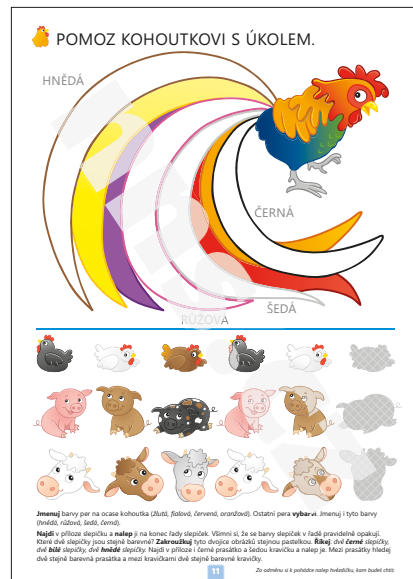 POMOZ KOHOUTKOVI S ÚKOLEM.
HNĚDÁ
ČERNÁ
ŠEDÁ
RŮŽOVÁ
Jmenuj barvy per na ocase kohoutka (žlutá, fialová, červená, oranžová). Ostatní pera vybarvi. Jmenuj i tyto barvy
(hnědá, růžová, šedá, černá).
Najdi v příloze slepičku a nalep ji na konec řady slepiček. Všimni si, že se barvy slepiček v řadě pravidelně opakují.
Které dvě slepičky jsou stejně barevné? Zakroužkuj tyto dvojice obrázků stejnou pastelkou. Říkej: dvě černé slepičky,
dvě bílé slepičky, dvě hnědé slepičky. Najdi v příloze i černé prasátko a šedou kravičku a nalep je. Mezi prasátky hledej
dvě stejně barevná prasátka a mezi kravičkami dvě stejně barevné kravičky.
11
Za odměnu si k pohádce nalep hvězdičku, kam budeš chtít.